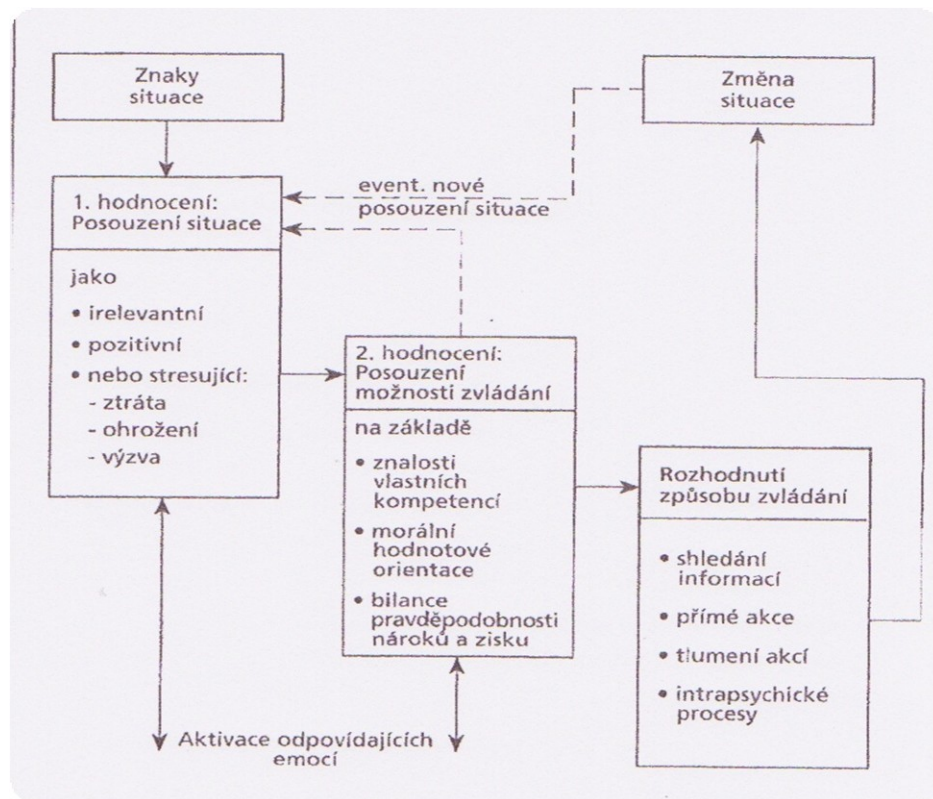 Znaky
situace
Změna
situace
event. nové
posouzení situace
1. hodnocení:
Posouzení situace
jako
• irelevantní
• pozitivní
• nebo stresující:
- ztráta
- ohrožení
- výzva
2. hodnocení:
Posouzení
možnosti zvládání
na základě
• znalosti
vlastních
kompetencí
• morální
hodnotové
orientace
• bilance
pravděpodobnosti
nároků a zisku
Rozhodnutí
způsobu zvládání
• shledání
informací
• přímé akce
• tlumení akcí
• intrapsychické
procesy
Aktivace odpovídajících
emocí